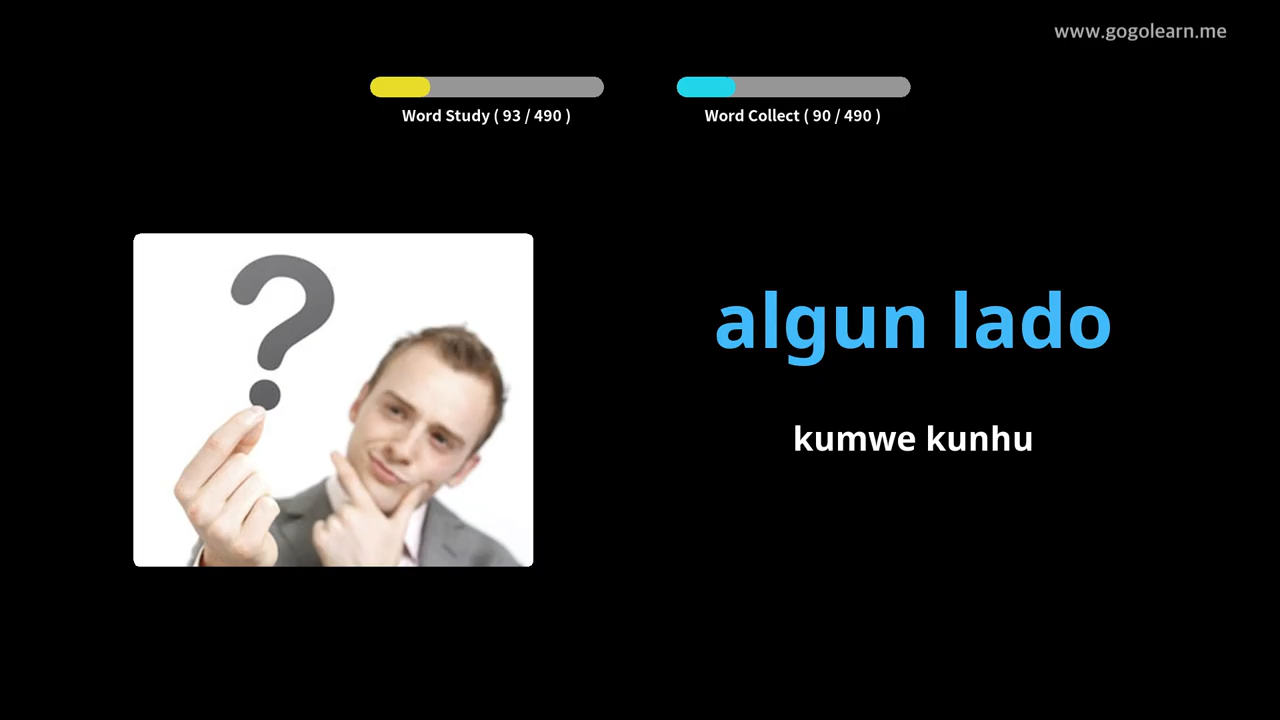 www.gogolearn.me
Word Study ( 93 / 490 )
Word Collect ( 90 / 490 )
?
algun lado
kumwe kunhu